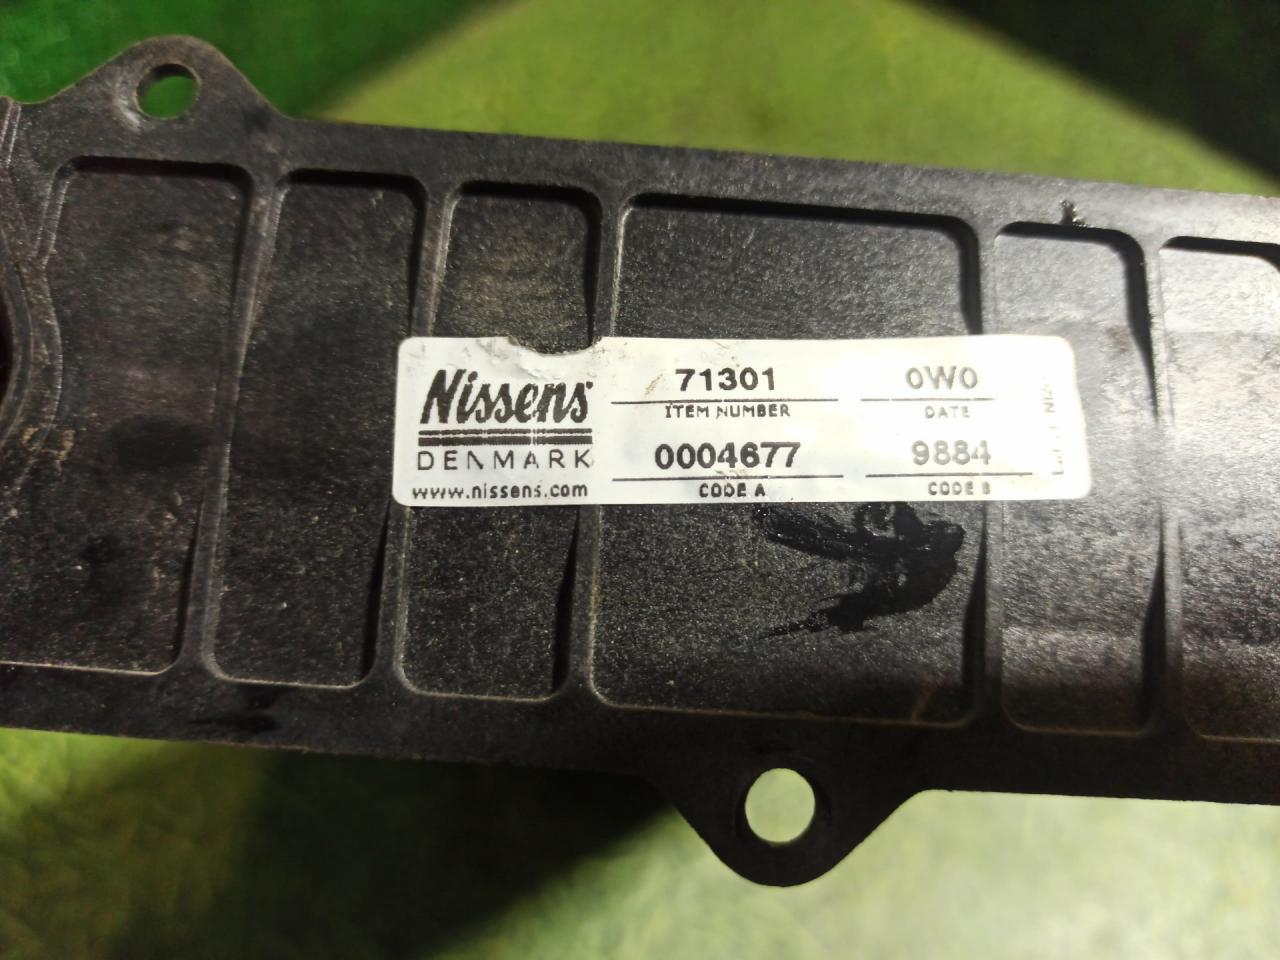 Nissens
DENMARK
www.nissens.com
71301
ITEM NUMBER
0W0
DATE
0004677
CODE A
9884
CODE B